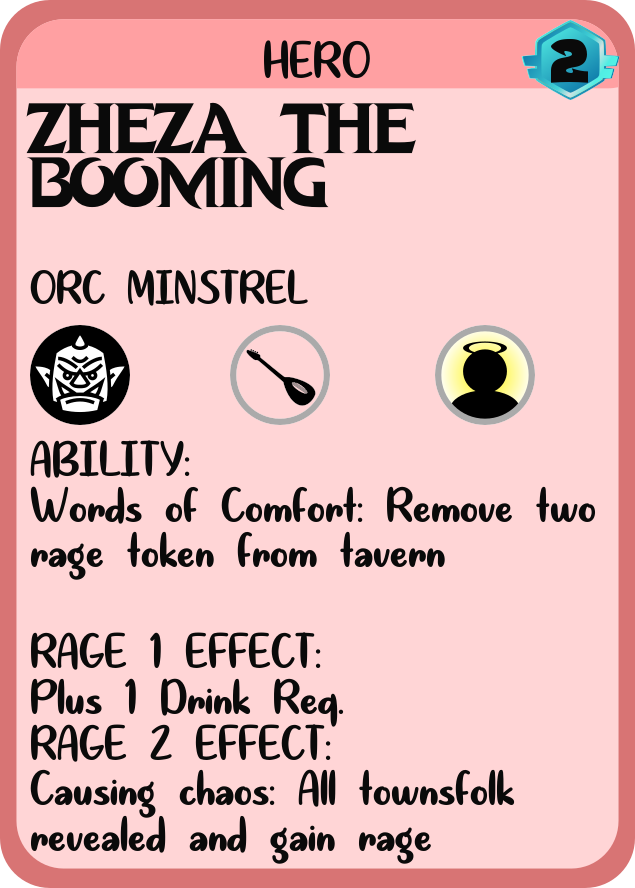 HERO 2
ZHEZA THE
BOOMING
ORC MINSTREL
ABILITY:
Words of Comfort: Remove two
rage token from tavern
RAGE 1 EFFECT:
Plus 1 Drink Req.
RAGE 2 EFFECT:
Causing chaos: All townsfolk
revealed and gain rage